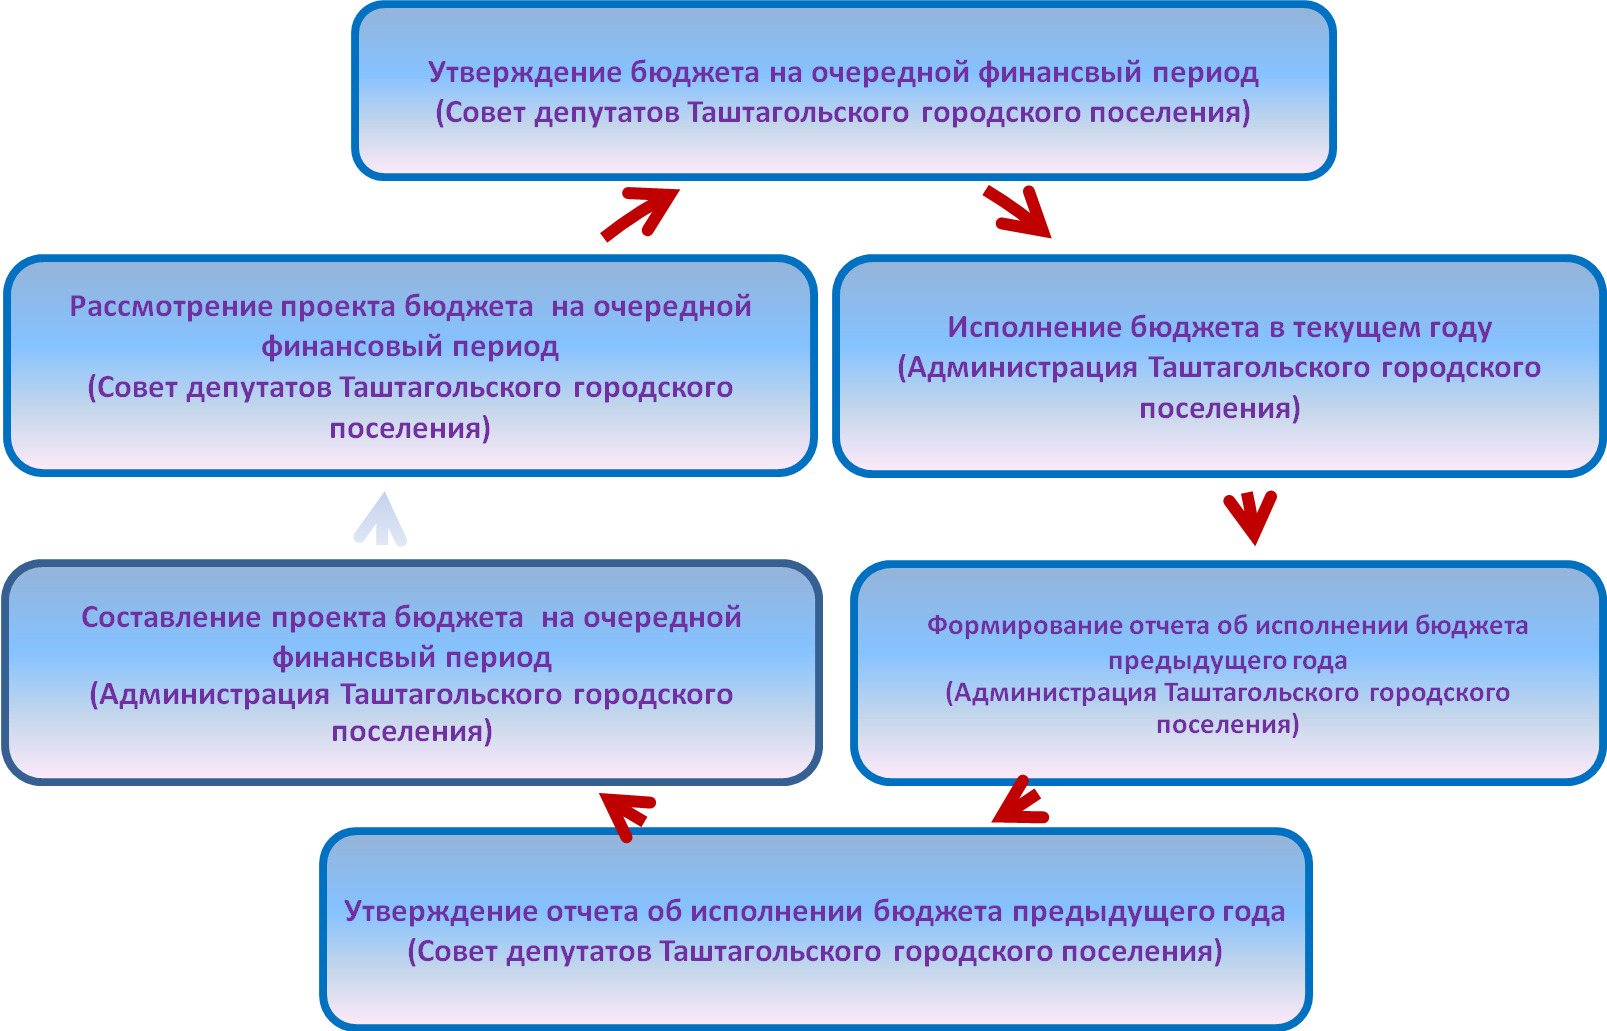 Утверждение бюджета на очередной финансвый период
(Совет депутатов Таштагольского городского поселения)
Рассмотрение проекта бюджета на очередной
финансовый период
(Совет депутатов Таштагольского городского
поселения)
Исполнение бюджета в текущем году
(Администрация Таштагольского городского
поселения)
Составление проекта бюджета на очередной
финансвый период
(Администрация Таштагольского городского
поселения)
Формирование отчета об исполнении бюджета
предыдущего года
(Администрация Таштагольского городского
поселения)
Утверждение отчета об исполнении бюджета предыдущего года
(Совет депутатов Таштагольского городского поселения)